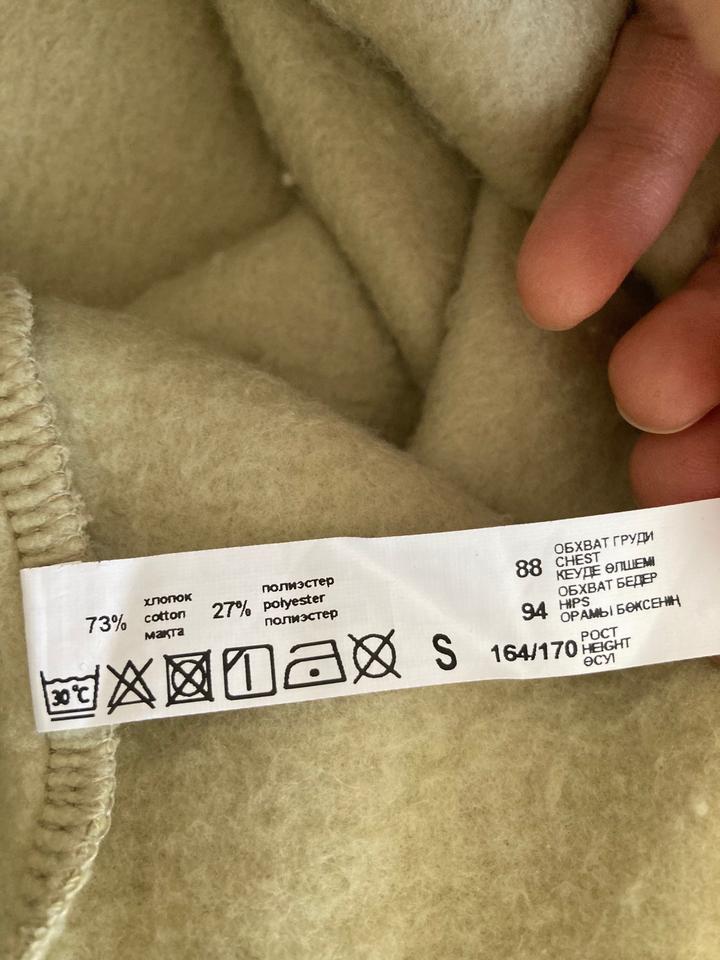 73%
хлопок
cotton
мақта
27%
полиэстер
polyester
полиэстер
88
ОБХВАТ ГРУДИ
CHEST
КЕУДЕ ӨЛШЕМІ
94
ОБХВАТ БЕДЕР
HIPS
ОРАМЫ БӨКСЕНІҢ
30°C
S
164/170
РОСТ
HEIGHT
ӨСУІ